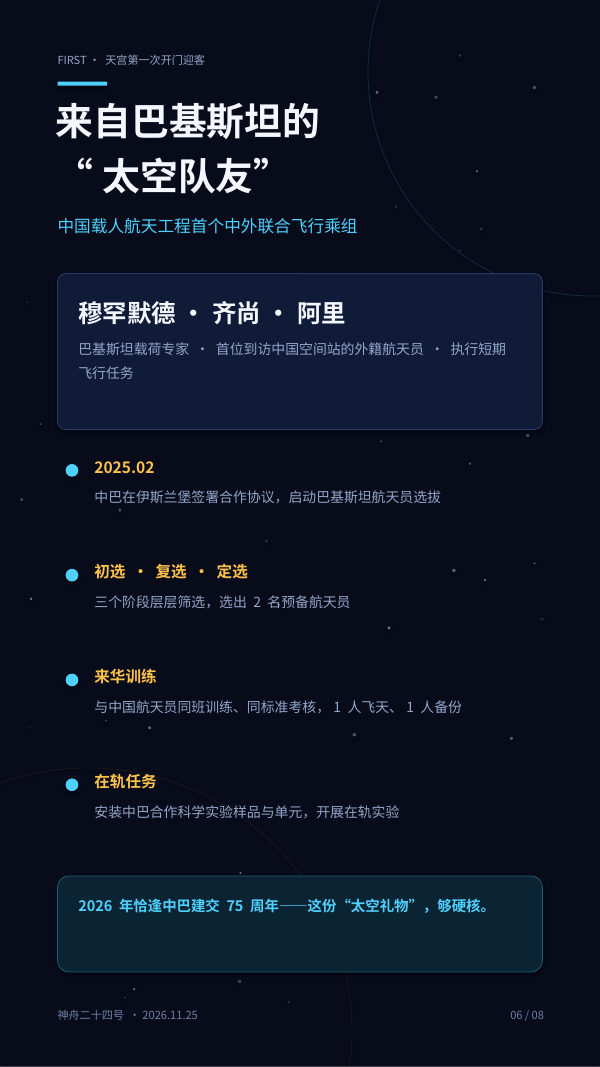 FIRST · 天宫第一次开门迎客
来自巴基斯坦的
“太空队友”
中国载人航天工程首个中外联合飞行乘组
穆罕默德 · 齐尚 · 阿里
巴基斯坦载荷专家 · 首位到访中国空间站的外籍航天员 · 执行短期
飞行任务
2025.02
中巴在伊斯兰堡签署合作协议，启动巴基斯坦航天员选拔
初选 · 复选 · 定选
三个阶段层层筛选，选出 2 名预备航天员
来华训练
与中国航天员同班训练、同标准考核，1 人飞天、1 人备份
在轨任务
安装中巴合作科学实验样品与单元，开展在轨实验
2026 年恰逢中巴建交 75 周年——这份“太空礼物”，够硬核。
神舟二十四号 · 2026.11.25
06 / 08